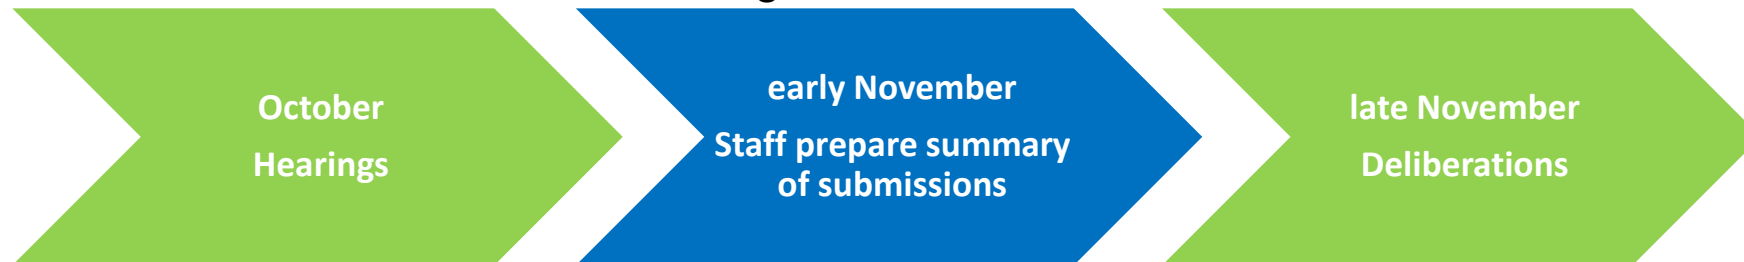 October
Hearings
early November
Staff prepare summary
of submissions
late November
Deliberations